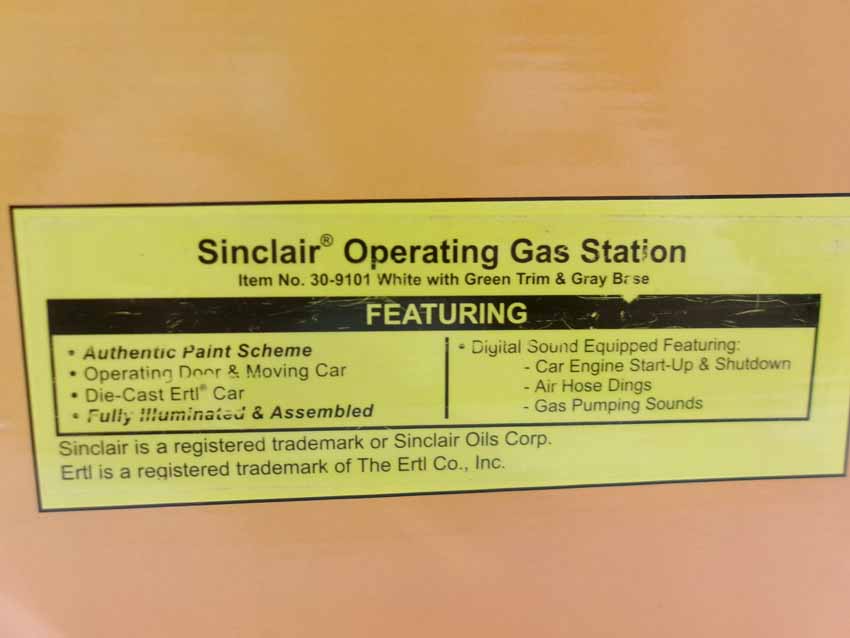 Sinclair® Operating Gas Station
Item No. 30-9101 White with Green Trim & Gray Base
FEATURING
• Authentic Paint Scheme
• Operating Door & Moving Car
• Die-Cast Ertl® Car
• Fully Illuminated & Assembled
• Digital Sound Equipped Featuring:
- Car Engine Start-Up & Shutdown
- Air Hose Dings
- Gas Pumping Sounds
Sinclair is a registered trademark or Sinclair Oils Corp.
Ertl is a registered trademark of The Ertl Co., Inc.